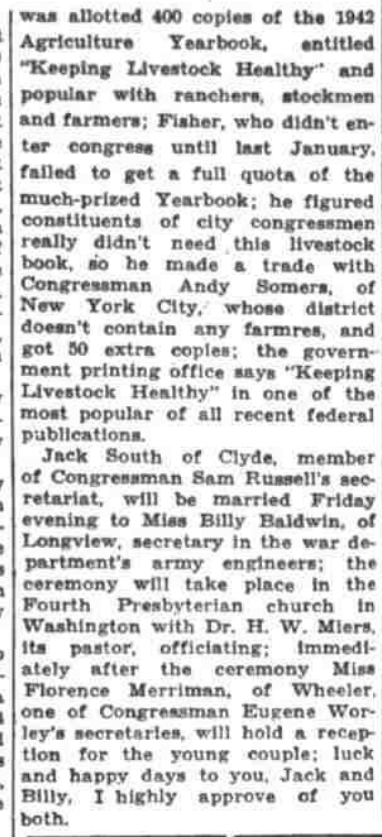 was allotted 400 copies of the 1942
Agriculture Yearbook, entitled
"Keeping Livestock Healthy" and
popular with ranchers, stockmen
and farmers; Fisher, who didn't en-
ter congress until last January,
failed to get a full quota of the
much-prized Yearbook; he figured
constituents of city congressmen
really didn't need this livestock
book, so he made a trade with
Congressman Andy Somers, of
New York City, whose district
doesn't contain any farmres, and
got 50 extra copies; the govern-
ment printing office says "Keeping
Livestock Healthy" in one of the
most popular of all recent federal
publications.
Jack South of Clyde, member
of Congressman Sam Russell's sec-
retariat, will be married Friday
evening to Miss Billy Baldwin, of
Longview, secretary in the war de-
partment's army engineers; the
ceremony will take place in the
Fourth Presbyterian church in
Washington with Dr. H. W. Miers,
its pastor, officiating; immedi-
ately after the ceremony Miss
Florence Merriman, of Wheeler,
one of Congressman Eugene Wor-
ley's secretaries, will hold a recep-
tion for the young couple; luck
and happy days to you, Jack and
Billy, I highly approve of you
both.